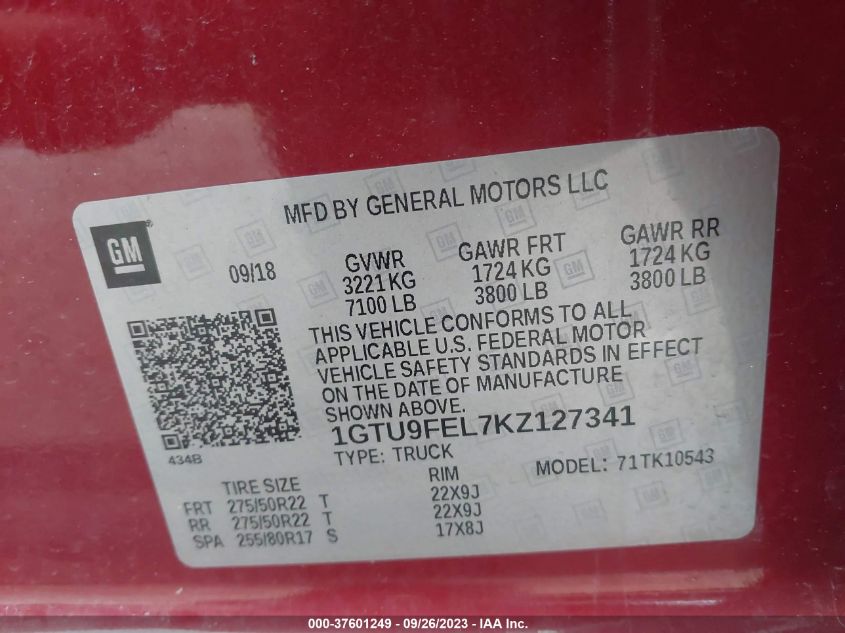 MFD BY GENERAL MOTORS LLC
GM
09/18
GVWR
3221 KG
7100 LB
GAWR FRT
1724 KG
3800 LB
GAWR RR
1724 KG
3800 LB
THIS VEHICLE CONFORMS TO ALL
APPLICABLE U.S. FEDERAL MOTOR
VEHICLE SAFETY STANDARDS IN EFFECT
ON THE DATE OF MANUFACTURE
SHOWN ABOVE.
1GTU9FEL7KZ127341
434B
TYPE: TRUCK
MODEL: 71TK10543
TIRE SIZE RIM
FRT 275/50R22 T 22X9J
RR 275/50R22 T 22X9J
SPA 255/80R17 S 17X8J
000-37601249 - 09/26/2023 - IAA Inc.